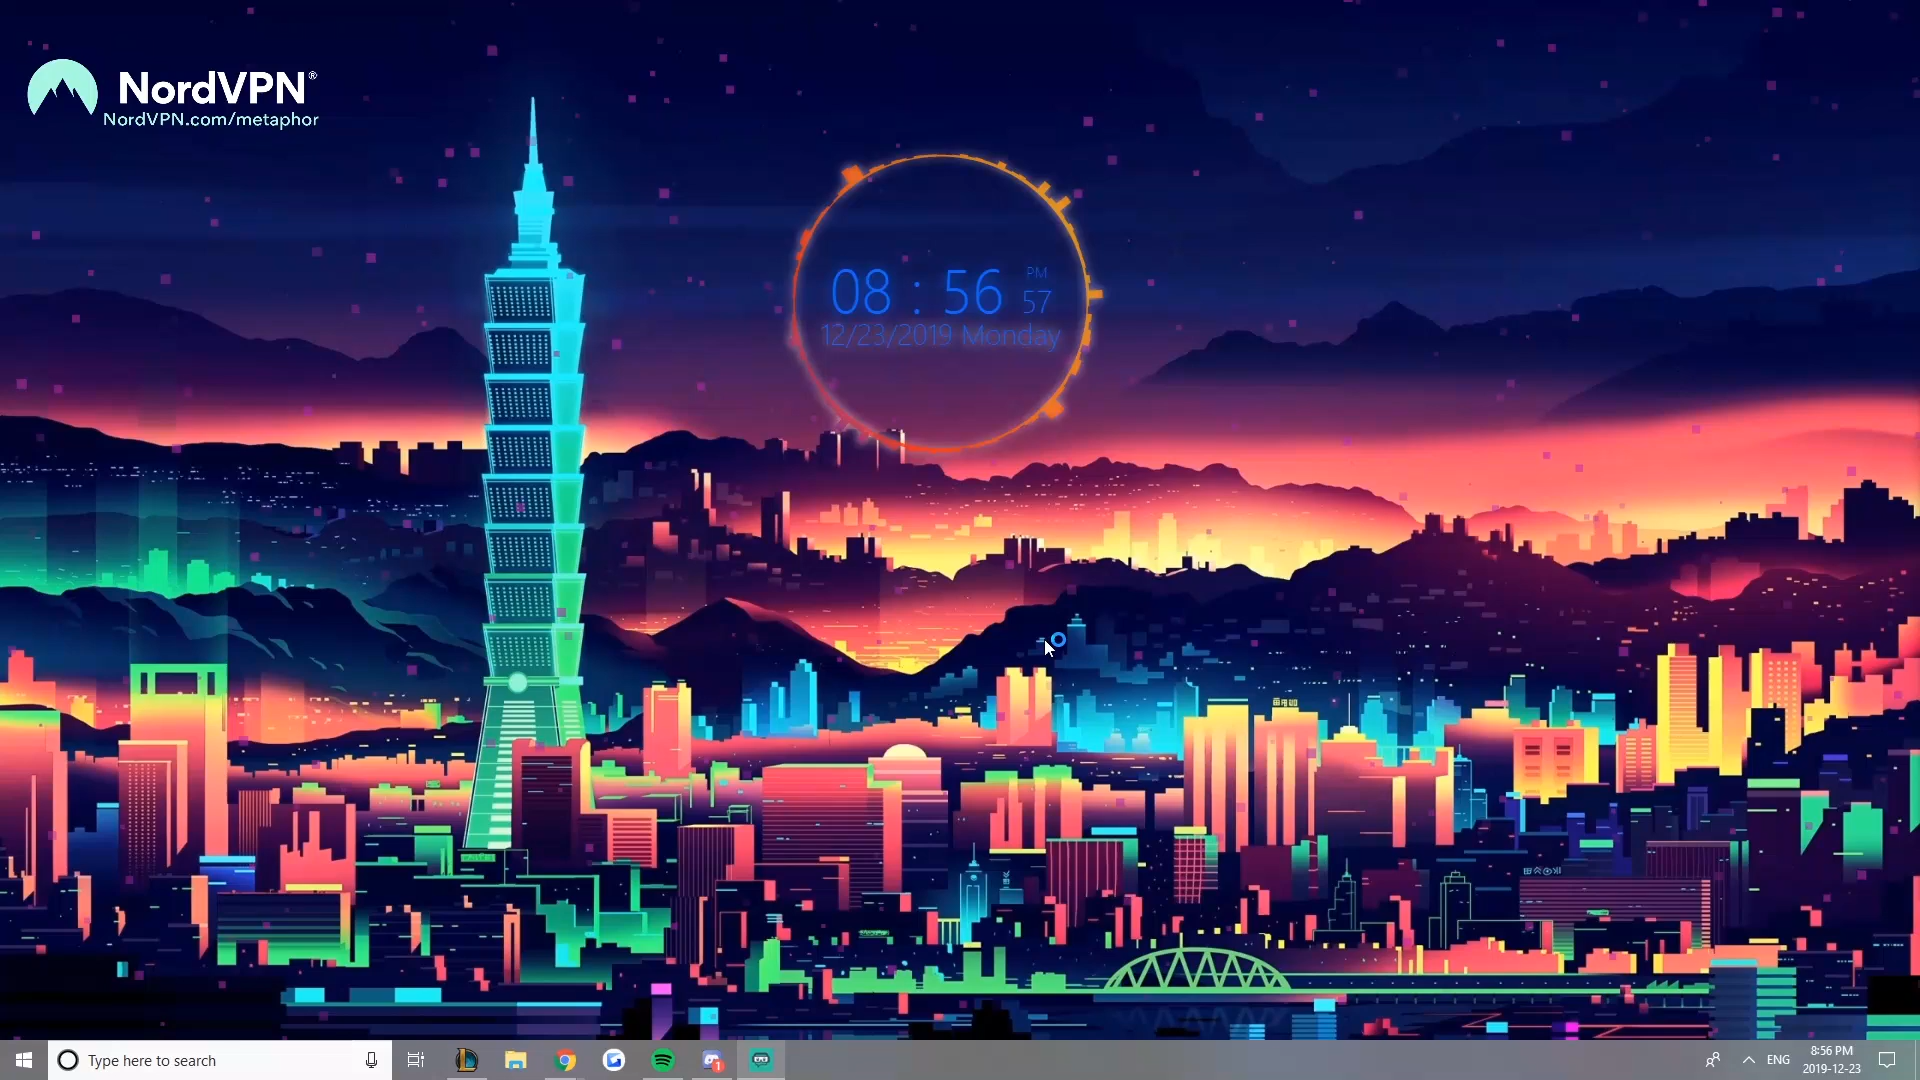 NordVPN®
NordVPN.com/metaphor
08 : 56 PM 57
12/23/2019 Monday
Type here to search
1
ENG
8:56 PM
2019-12-23